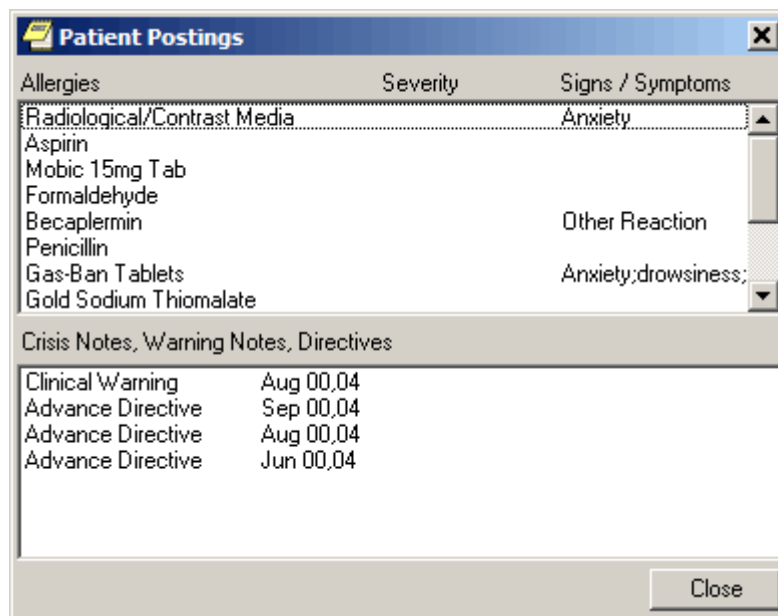 Patient Postings
Allergies Severity Signs / Symptoms
Radiological/Contrast Media Anxiety
Aspirin
Mobic 15mg Tab
Formaldehyde
Becaplermin Other Reaction
Penicillin
Gas-Ban Tablets Anxiety;drowsiness;
Gold Sodium Thiomalate
Crisis Notes, Warning Notes, Directives
Clinical Warning Aug 00,04
Advance Directive Sep 00,04
Advance Directive Aug 00,04
Advance Directive Jun 00,04
Close